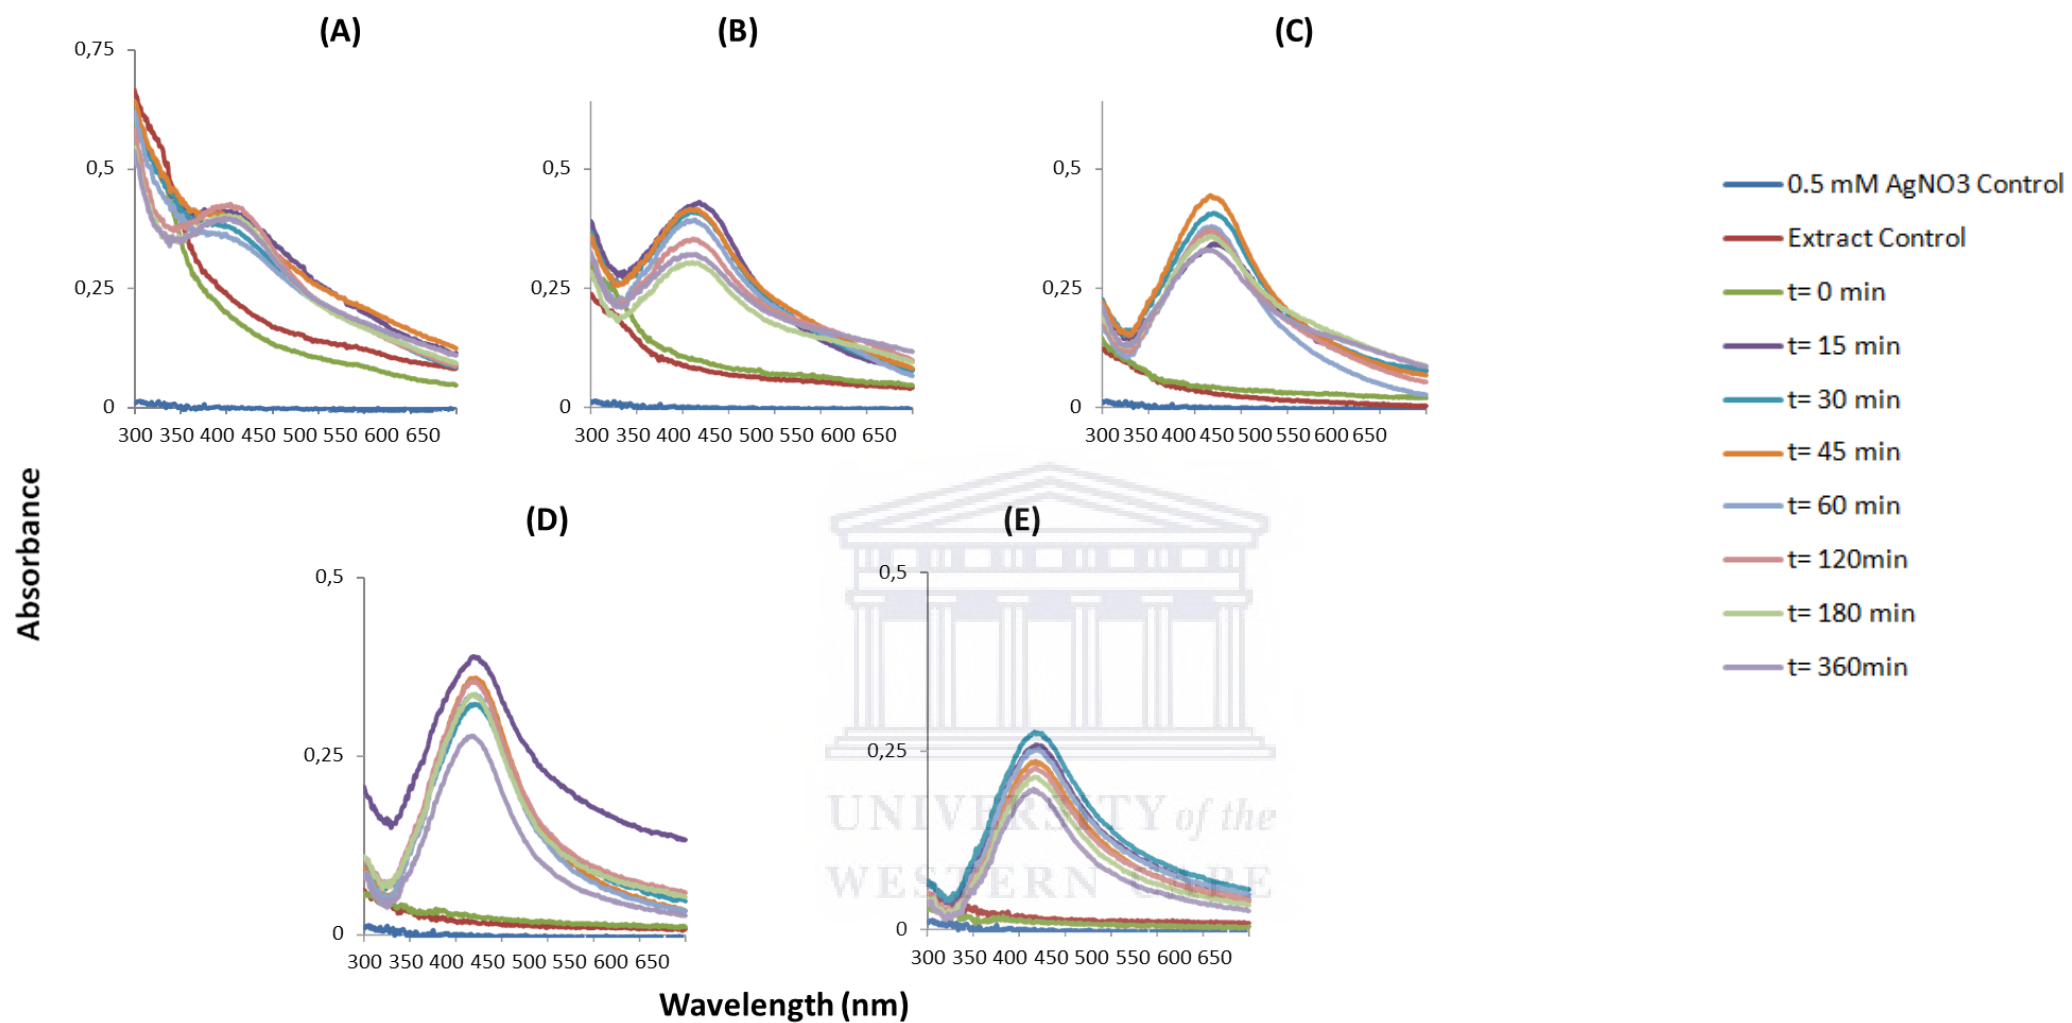 (A)
(B)
(C)
0,75
0,5
0,25
0
300 350 400 450 500 550 600 650
0,5
0,25
0
300 350 400 450 500 550 600 650
0,5
0,25
0
300 350 400 450 500 550 600 650
0.5 mM AgNO3 Control
Extract Control
t= 0 min
t= 15 min
t= 30 min
t= 45 min
t= 60 min
t= 120min
t= 180 min
t= 360min
Absorbance
(D)
(E)
0,5
0,25
0
300 350 400 450 500 550 600 650
0,5
0,25
0
300 350 400 450 500 550 600 650
UNIVERSITY of the
WESTERN CAPE
Wavelength (nm)